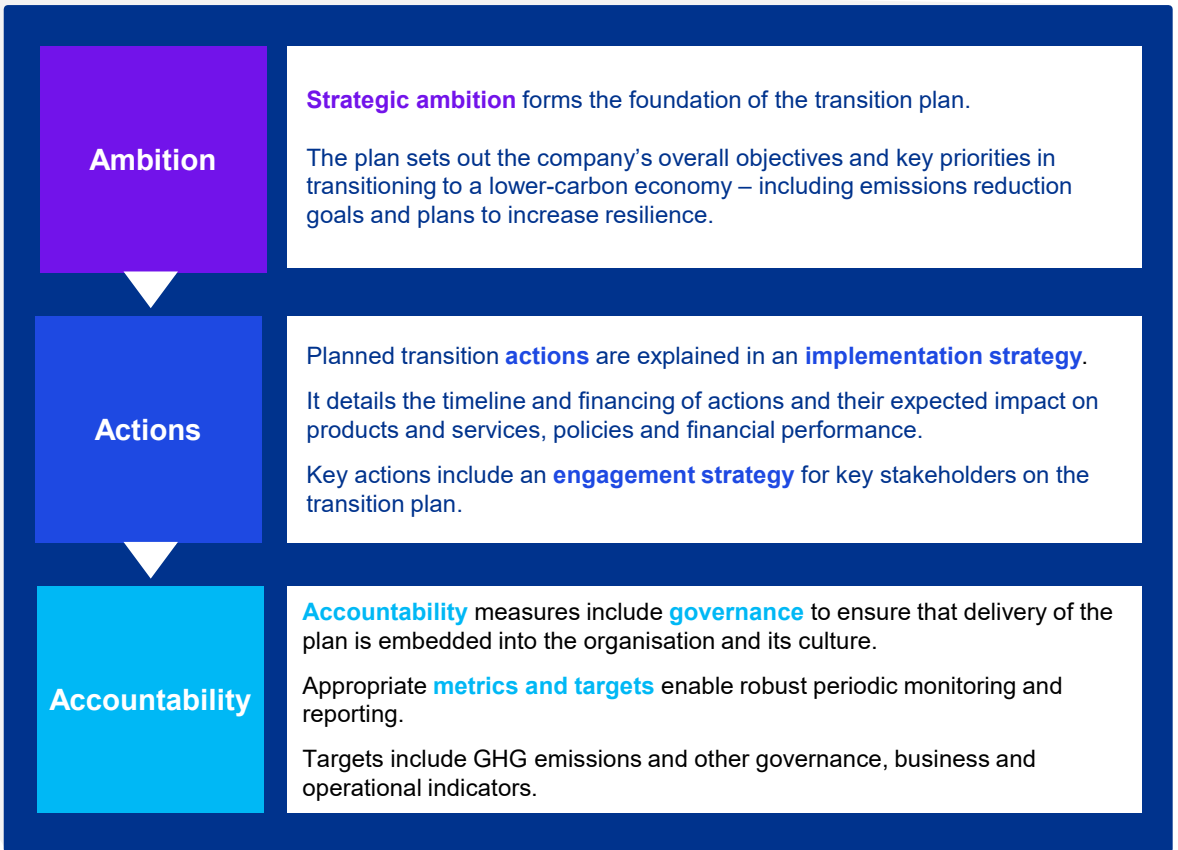 Ambition
Strategic ambition forms the foundation of the transition plan.
The plan sets out the company’s overall objectives and key priorities in
transitioning to a lower-carbon economy – including emissions reduction
goals and plans to increase resilience.
Actions
Planned transition actions are explained in an implementation strategy.
It details the timeline and financing of actions and their expected impact on
products and services, policies and financial performance.
Key actions include an engagement strategy for key stakeholders on the
transition plan.
Accountability
Accountability measures include governance to ensure that delivery of the
plan is embedded into the organisation and its culture.
Appropriate metrics and targets enable robust periodic monitoring and
reporting.
Targets include GHG emissions and other governance, business and
operational indicators.